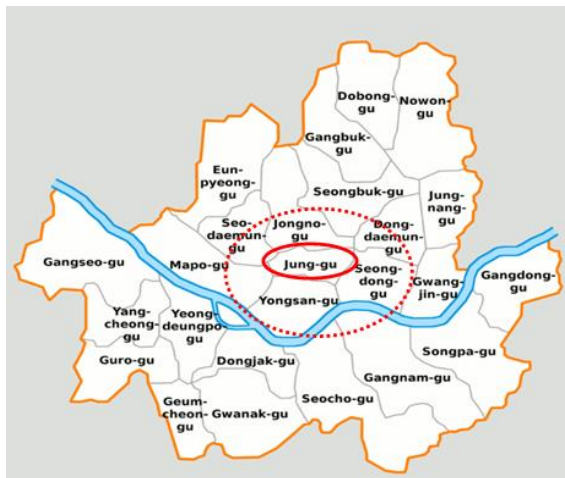 Dobong-
gu
Nowon-
gu
Gangbuk-
gu
Eun-
pyeong-
gu
Seongbuk-gu
Jung-
nang-
gu
Seo-
daemun-
gu
Jongno-
gu
Dong-
daemun-
gu
Gangseo-gu
Mapo-gu
Jung-gu
Seong-
dong-
gu
Gwang-
jin-gu
Gangdong-
gu
Yang-
cheong-
gu
Yeong-
deungpo-
gu
Yongsan-gu
Guro-gu
Dongjak-gu
Songpa-gu
Gangnam-gu
Geum-
cheon-
gu
Gwanak-gu
Seocho-gu